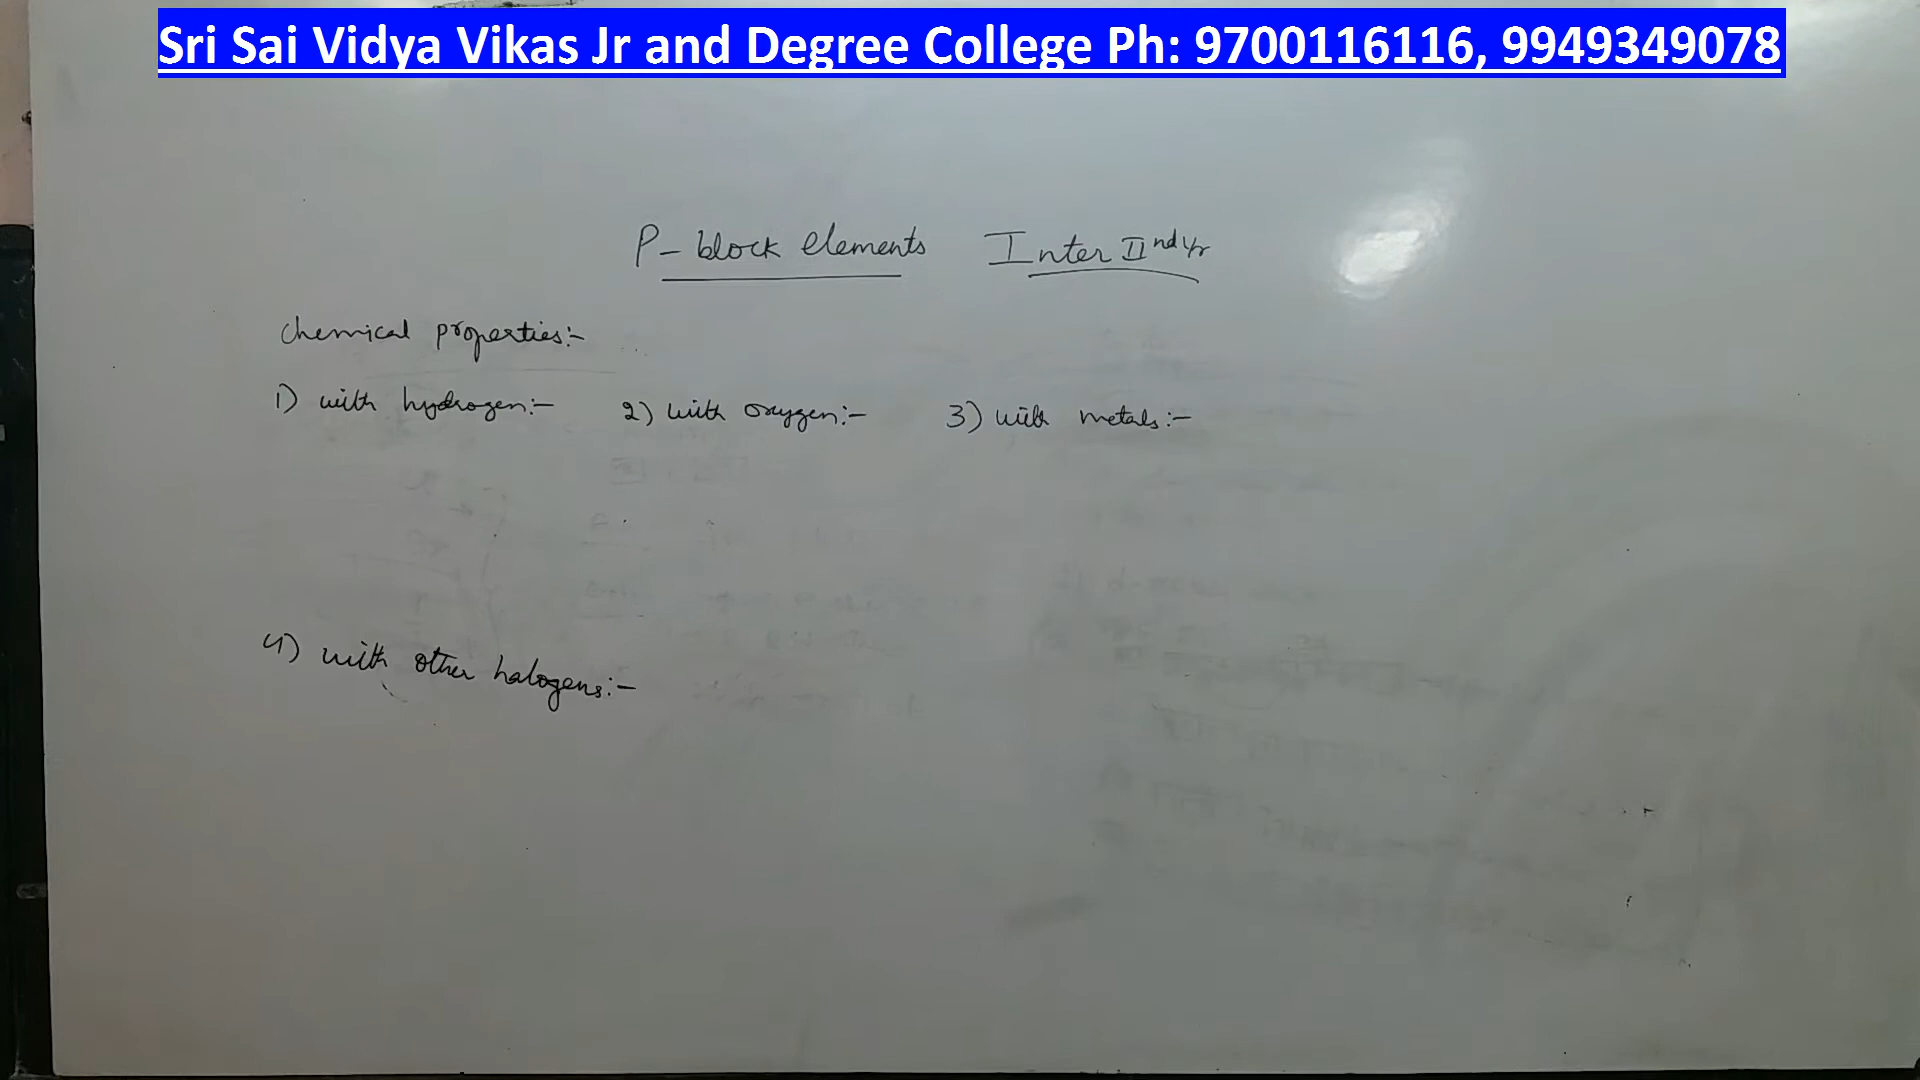 Sri Sai Vidya Vikas Jr and Degree College Ph: 9700116116, 9949349078
P-block elements Inter IInd yr
chemical properties:-
1) with hydrogen:- 2) with oxygen:- 3) with metals:-
4) with other halogens:-